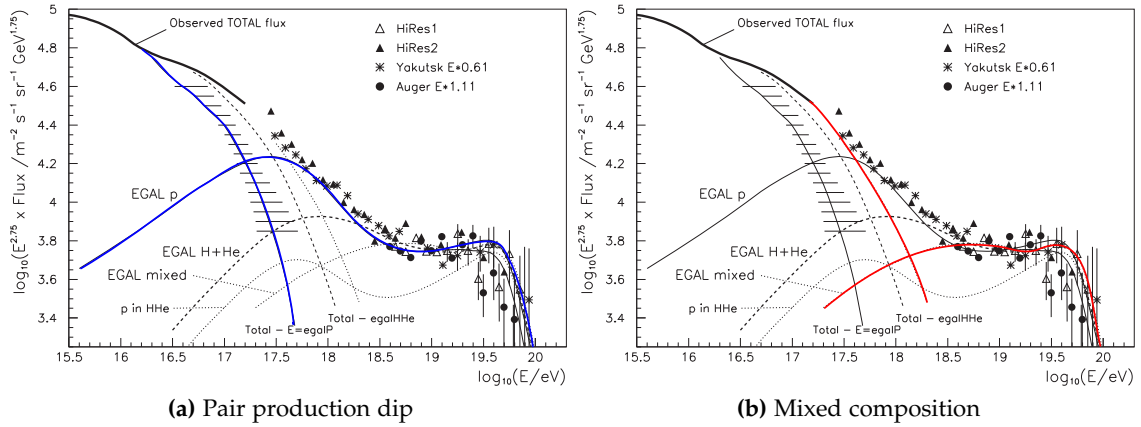 log₁₀(E²·⁷⁵ x Flux /m⁻² s⁻¹ sr⁻¹ GeV¹·⁷⁵)
5
4.8
4.6
4.4
4.2
4
3.8
3.6
3.4
Observed TOTAL flux
HiRes1
HiRes2
Yakutsk E*0.61
Auger E*1.11
EGAL p
EGAL H+He
EGAL mixed
p in HHe
Total - egalHHe
Total - E=egalP
15.5 16 16.5 17 17.5 18 18.5 19 19.5 20
log₁₀(E/eV)
(a) Pair production dip
log₁₀(E²·⁷⁵ x Flux /m⁻² s⁻¹ sr⁻¹ GeV¹·⁷⁵)
5
4.8
4.6
4.4
4.2
4
3.8
3.6
3.4
Observed TOTAL flux
HiRes1
HiRes2
Yakutsk E*0.61
Auger E*1.11
EGAL p
EGAL H+He
EGAL mixed
p in HHe
Total - egalHHe
Total - E=egalP
15.5 16 16.5 17 17.5 18 18.5 19 19.5 20
log₁₀(E/eV)
(b) Mixed composition